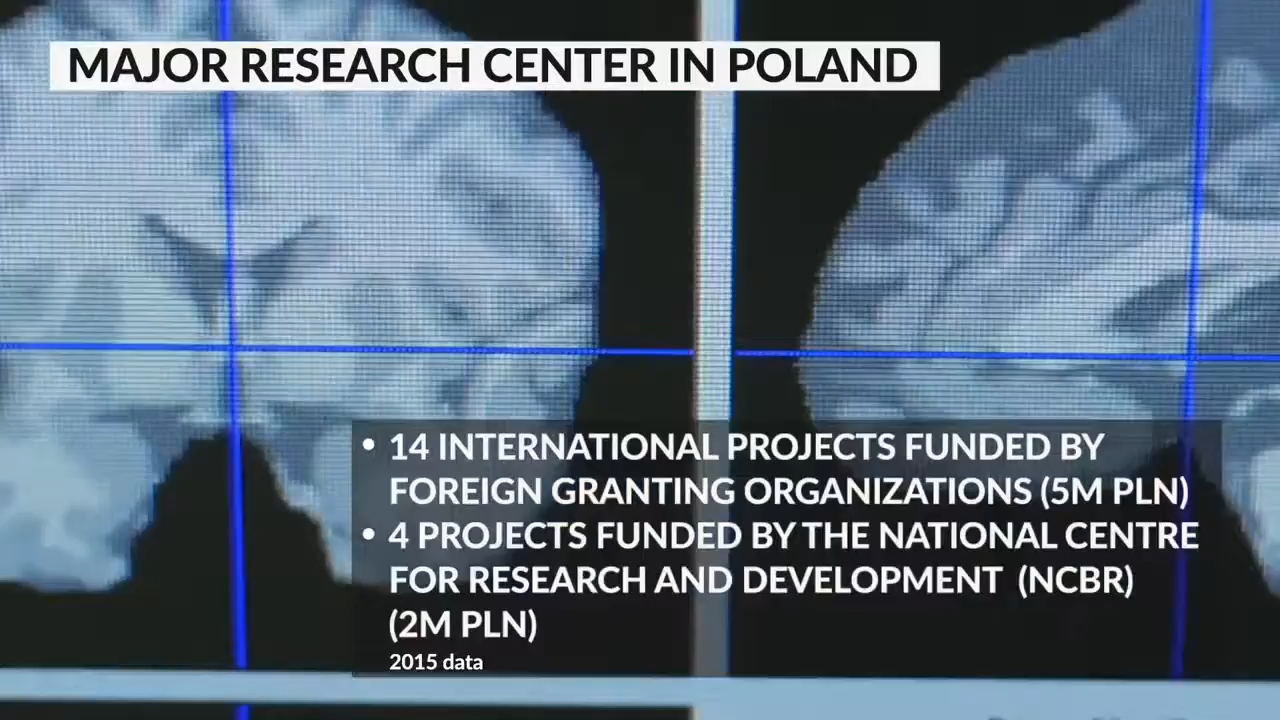 MAJOR RESEARCH CENTER IN POLAND
• 14 INTERNATIONAL PROJECTS FUNDED BY
FOREIGN GRANTING ORGANIZATIONS (5M PLN)
• 4 PROJECTS FUNDED BY THE NATIONAL CENTRE
FOR RESEARCH AND DEVELOPMENT (NCBR)
(2M PLN)
2015 data